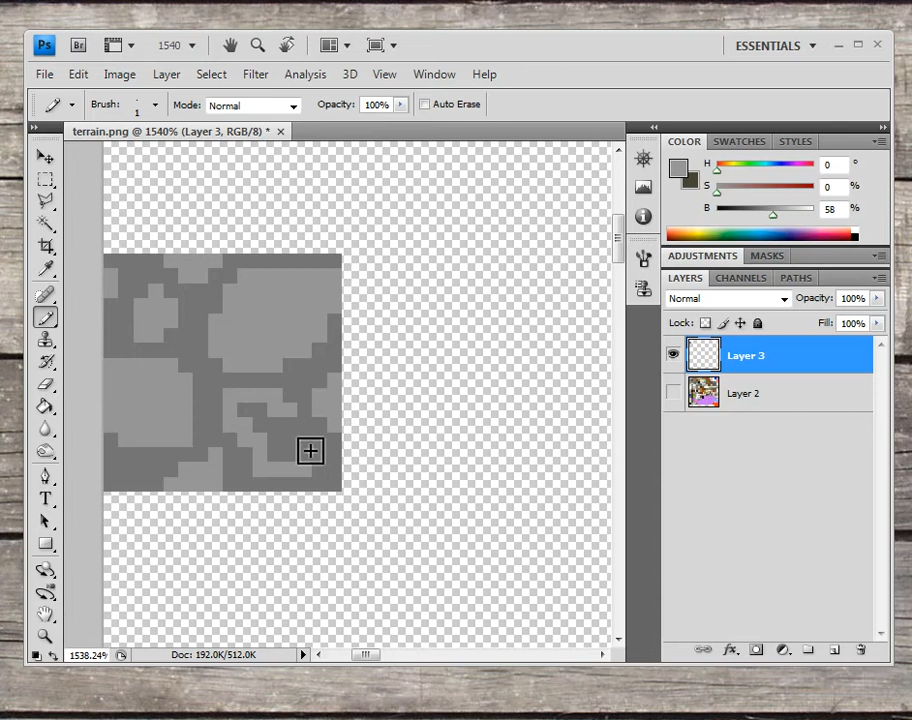 Ps Br 1540 ESSENTIALS
File Edit Image Layer Select Filter Analysis 3D View Window Help
Brush: 1 Mode: Normal Opacity: 100% Auto Erase
terrain.png @ 1540% (Layer 3, RGB/8) *
COLOR SWATCHES STYLES
H 0 °
S 0 %
B 58 %
ADJUSTMENTS MASKS
LAYERS CHANNELS PATHS
Normal Opacity: 100%
Lock: Fill: 100%
Layer 3
Layer 2
T
1538.24% Doc: 192.0K/512.0K
fx